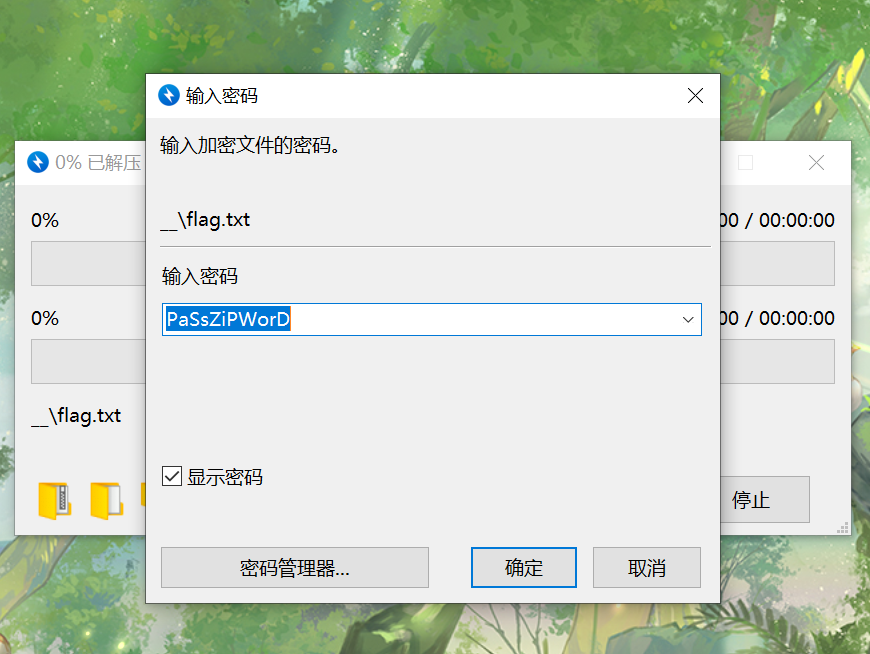 输入密码
输入加密文件的密码。
__\flag.txt
输入密码
PaSsZiPWorD
显示密码
密码管理器...
确定
取消
0% 已解压
0%
00 / 00:00:00
0%
00 / 00:00:00
__\flag.txt
停止